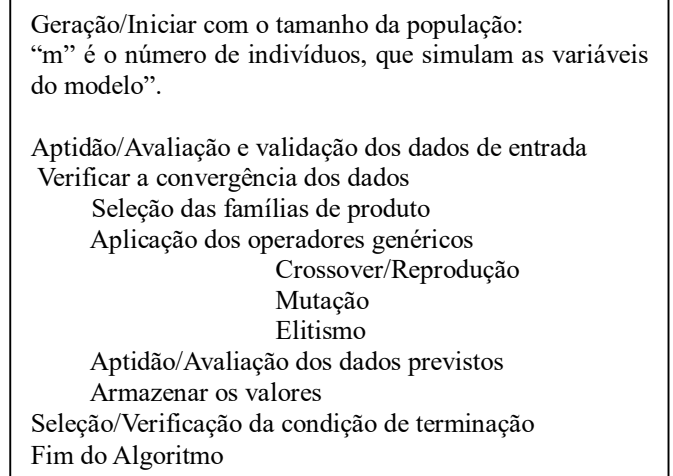 Geração/Iniciar com o tamanho da população:
“m” é o número de indivíduos, que simulam as variáveis
do modelo”.
Aptidão/Avaliação e validação dos dados de entrada
Verificar a convergência dos dados
Seleção das famílias de produto
Aplicação dos operadores genéricos
Crossover/Reprodução
Mutação
Elitismo
Aptidão/Avaliação dos dados previstos
Armazenar os valores
Seleção/Verificação da condição de terminação
Fim do Algoritmo